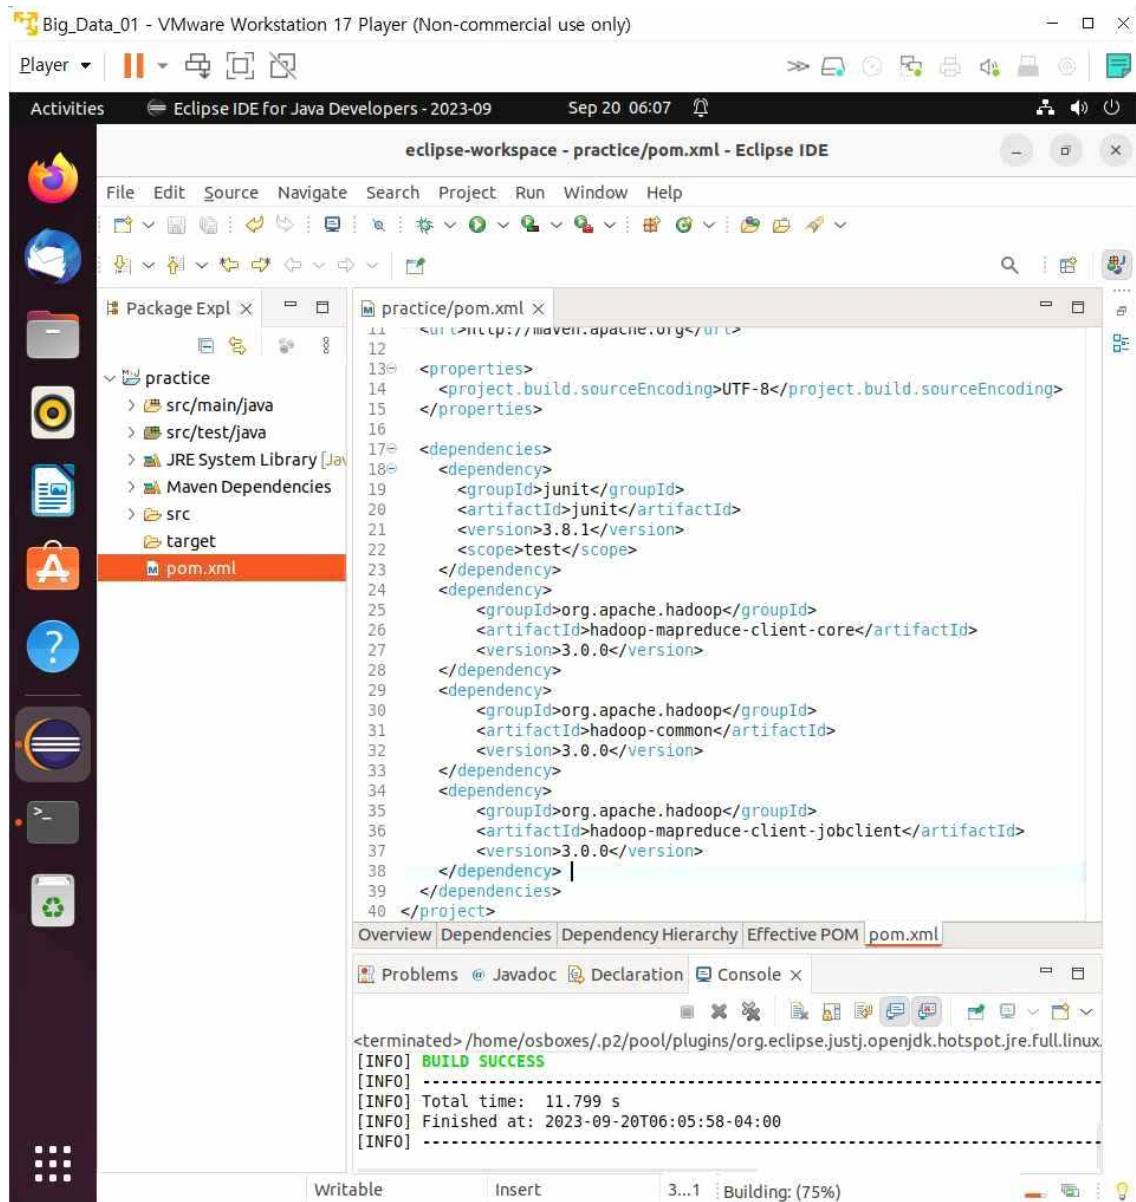 Big_Data_01 - VMware Workstation 17 Player (Non-commercial use only)
Player
Activities Eclipse IDE for Java Developers - 2023-09 Sep 20 06:07
eclipse-workspace - practice/pom.xml - Eclipse IDE
File Edit Source Navigate Search Project Run Window Help
Package Expl
practice
src/main/java
src/test/java
JRE System Library [Jav
Maven Dependencies
src
target
pom.xml
practice/pom.xml
11 <url>http://maven.apache.org</url>
12
13 <properties>
14 <project.build.sourceEncoding>UTF-8</project.build.sourceEncoding>
15 </properties>
16
17 <dependencies>
18 <dependency>
19 <groupId>junit</groupId>
20 <artifactId>junit</artifactId>
21 <version>3.8.1</version>
22 <scope>test</scope>
23 </dependency>
24 <dependency>
25 <groupId>org.apache.hadoop</groupId>
26 <artifactId>hadoop-mapreduce-client-core</artifactId>
27 <version>3.0.0</version>
28 </dependency>
29 <dependency>
30 <groupId>org.apache.hadoop</groupId>
31 <artifactId>hadoop-common</artifactId>
32 <version>3.0.0</version>
33 </dependency>
34 <dependency>
35 <groupId>org.apache.hadoop</groupId>
36 <artifactId>hadoop-mapreduce-client-jobclient</artifactId>
37 <version>3.0.0</version>
38 </dependency>
39 </dependencies>
40 </project>
Overview Dependencies Dependency Hierarchy Effective POM pom.xml
Problems Javadoc Declaration Console
<terminated> /home/osboxes/.p2/pool/plugins/org.eclipse.justj.openjdk.hotspot.jre.full.linux.
[INFO] BUILD SUCCESS
[INFO] ------------------------------------------------------------------------
[INFO] Total time: 11.799 s
[INFO] Finished at: 2023-09-20T06:05:58-04:00
[INFO] ------------------------------------------------------------------------
Writable Insert 3...1 Building: (75%)